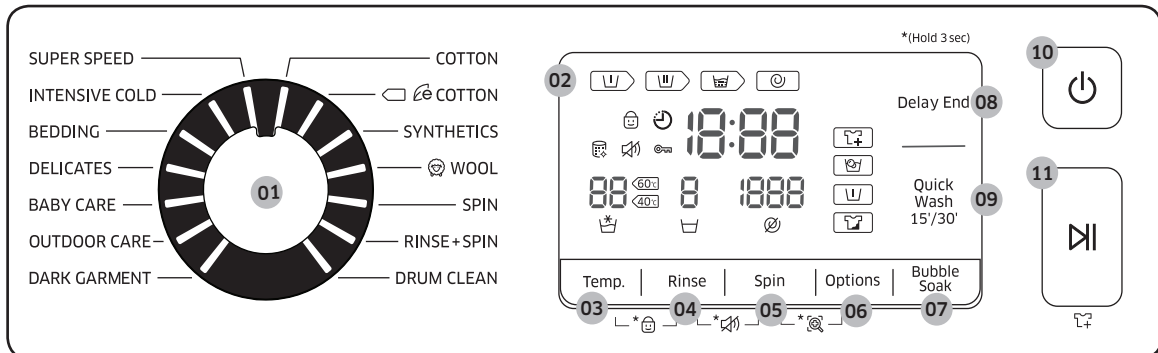 SUPER SPEED
INTENSIVE COLD
BEDDING
DELICATES
BABY CARE
OUTDOOR CARE
DARK GARMENT
COTTON
COTTON
SYNTHETICS
WOOL
SPIN
RINSE+SPIN
DRUM CLEAN
01
*(Hold 3 sec)
02
18:88
88
60℃
40℃
8
1888
Delay End
08
Quick
Wash
15'/30'
09
Temp.
Rinse
Spin
Options
Bubble
Soak
03
*
04
*
05
*
06
07
10
11